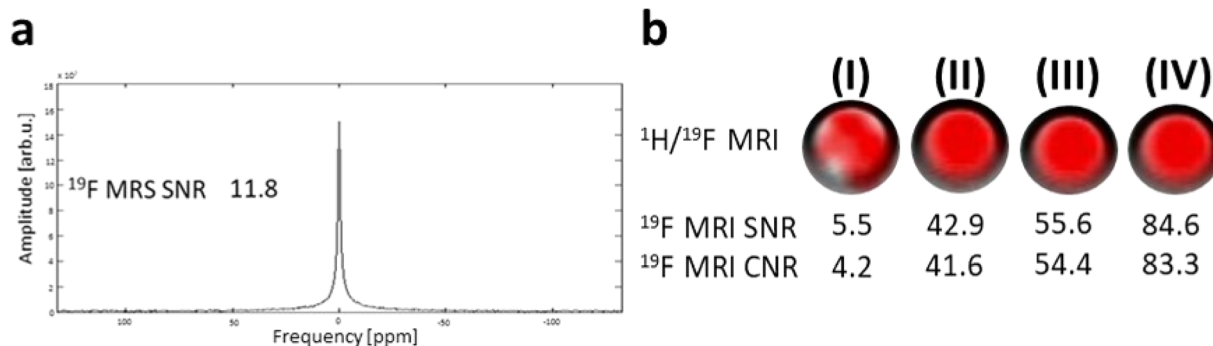 a
x 10⁷
18
16
14
12
10
8
6
4
2
0
Amplitude [arb.u.]
¹⁹F MRS SNR 11.8
100 50 0 -50 -100
Frequency [ppm]
b
(I) (II) (III) (IV)
¹H/¹⁹F MRI
¹⁹F MRI SNR 5.5 42.9 55.6 84.6
¹⁹F MRI CNR 4.2 41.6 54.4 83.3